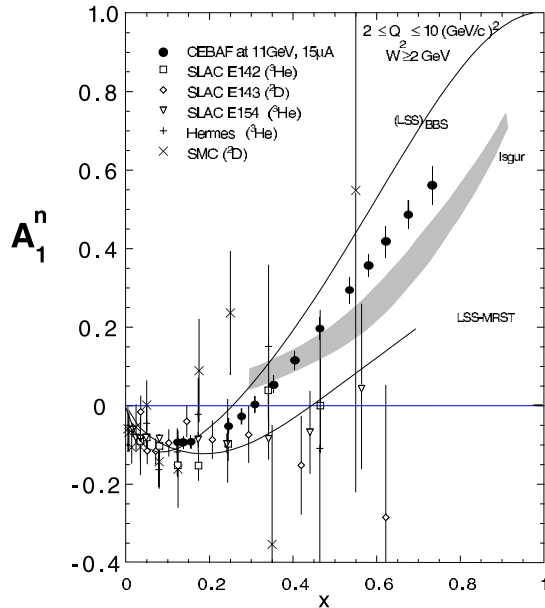 2 ≤ Q² ≤ 10 (GeV/c)²
W² ≥ 2 GeV
CEBAF at 11GeV, 15μA
SLAC E142 (³He)
SLAC E143 (²D)
SLAC E154 (³He)
Hermes (³He)
SMC (²D)
(LSS)BBS
Isgur
LSS-MRST
A₁ⁿ
1.0
0.8
0.6
0.4
0.2
0
-0.2
-0.4
0 0.2 0.4 0.6 0.8 1
x